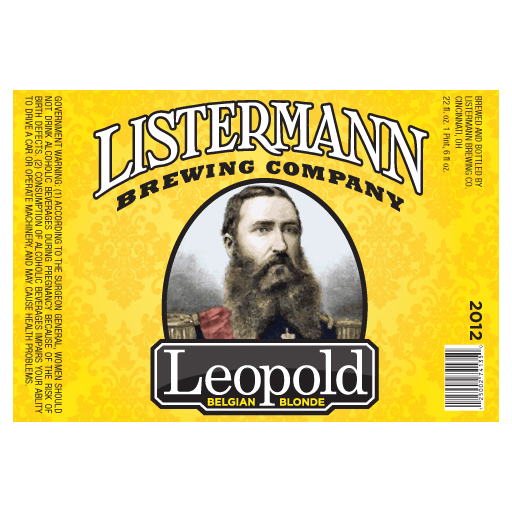 LISTERMANN
BREWING COMPANY
Leopold
BELGIAN BLONDE
GOVERNMENT WARNING: (1) ACCORDING TO THE SURGEON GENERAL, WOMEN SHOULD
NOT DRINK ALCOHOLIC BEVERAGES DURING PREGNANCY BECAUSE OF THE RISK OF
BIRTH DEFECTS. (2) CONSUMPTION OF ALCOHOLIC BEVERAGES IMPAIRS YOUR ABILITY
TO DRIVE A CAR OR OPERATE MACHINERY, AND MAY CAUSE HEALTH PROBLEMS.
BREWED AND BOTTLED BY
LISTERMANN BREWING CO.
CINCINNATI, OH
22 fl. oz. 1 Pint, 6 fl oz.
2012